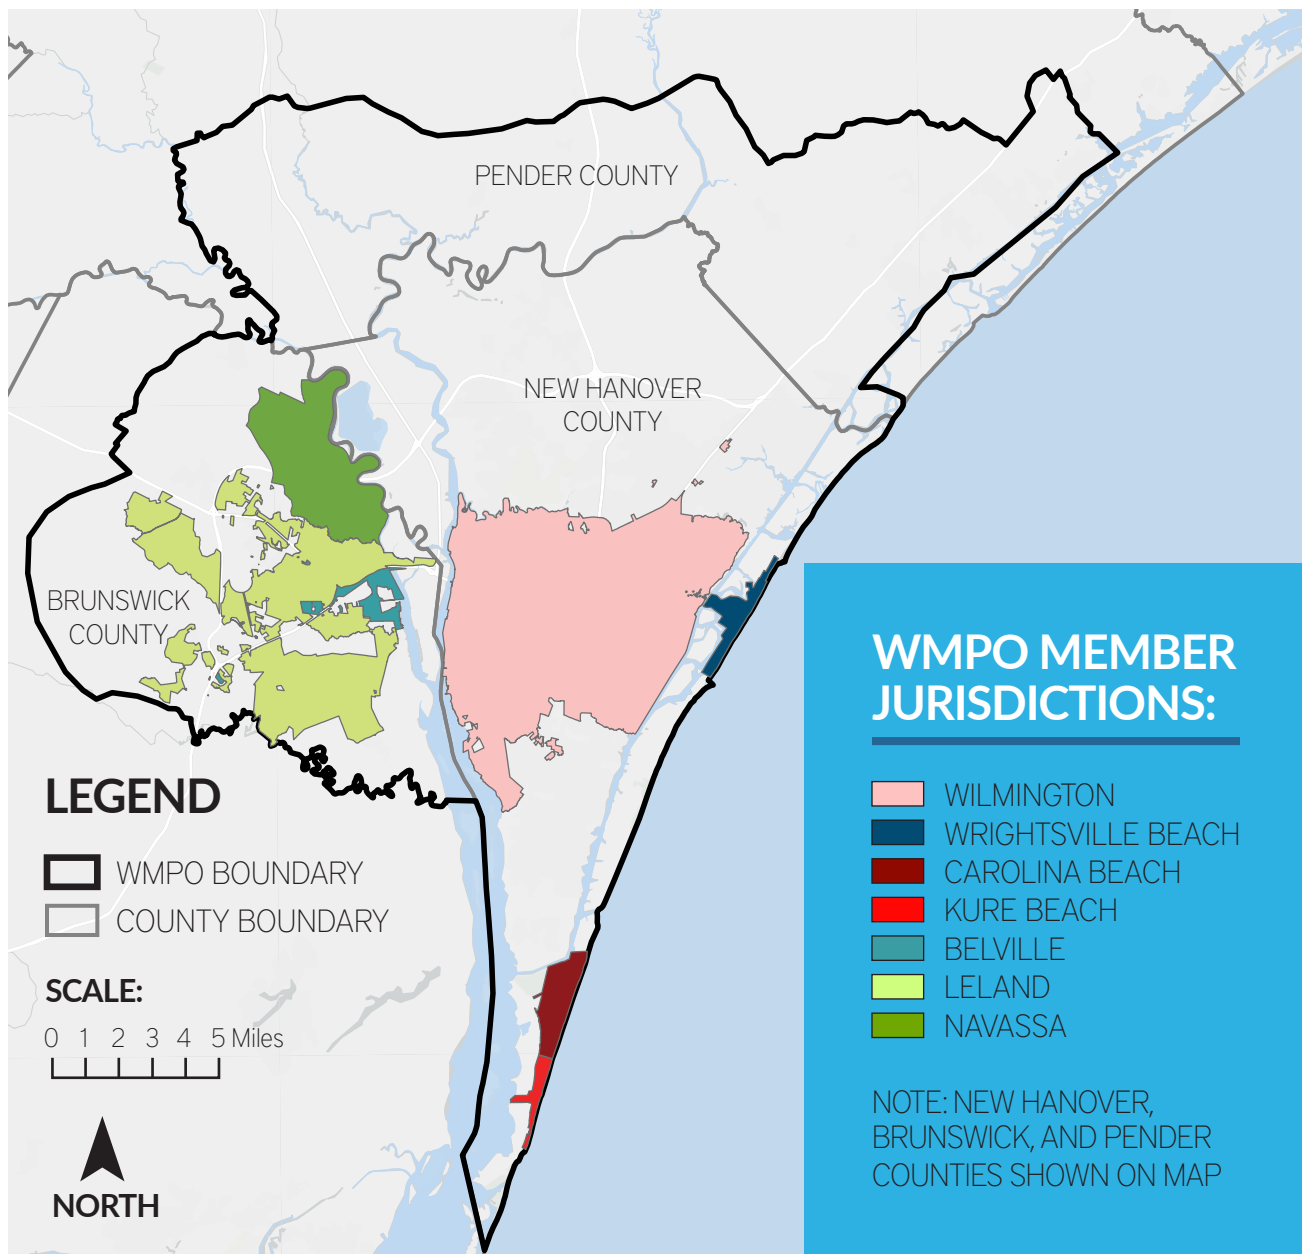 PENDER COUNTY
NEW HANOVER
COUNTY
BRUNSWICK
COUNTY
LEGEND
WMPO BOUNDARY
COUNTY BOUNDARY
SCALE:
0 1 2 3 4 5 Miles
NORTH
WMPO MEMBER
JURISDICTIONS:
WILMINGTON
WRIGHTSVILLE BEACH
CAROLINA BEACH
KURE BEACH
BELVILLE
LELAND
NAVASSA
NOTE: NEW HANOVER,
BRUNSWICK, AND PENDER
COUNTIES SHOWN ON MAP